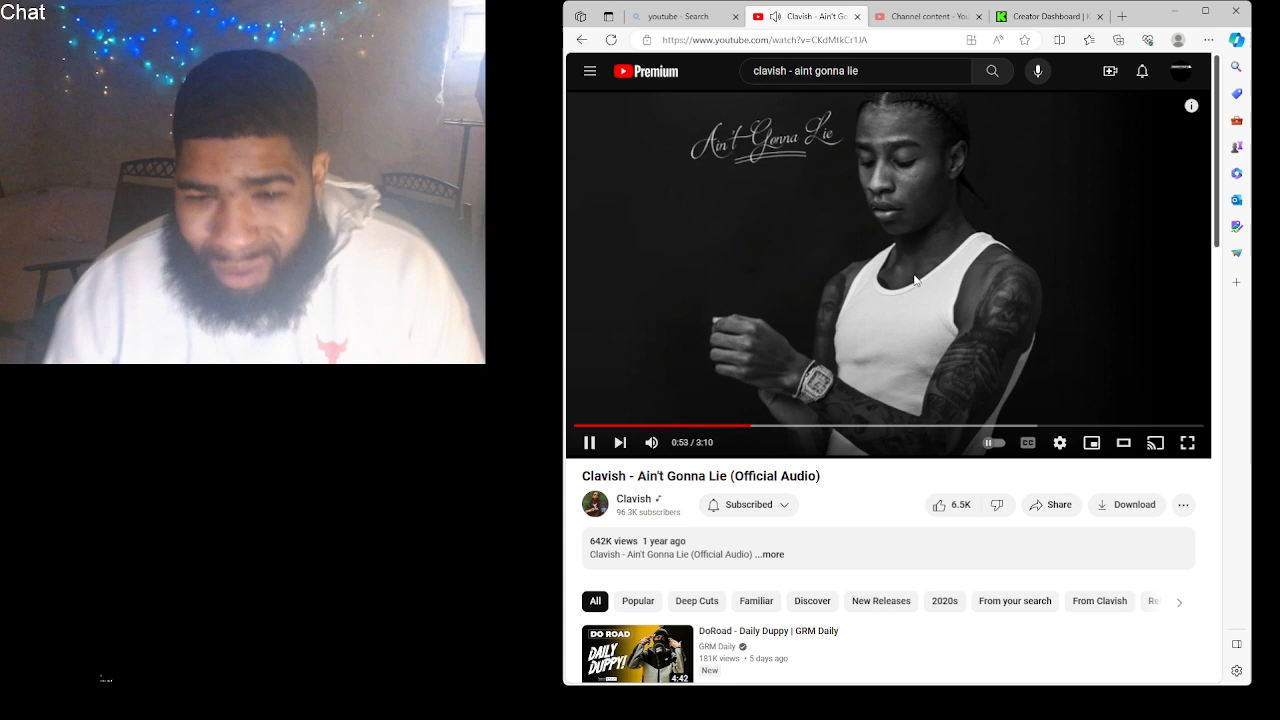 Chat
youtube - Search
Clavish - Ain't Go
Channel content - You
Creator Dashboard | K
https://www.youtube.com/watch?v=CKdMtkCr1JA
Premium
clavish - aint gonna lie
Ain't Gonna Lie
0:53 / 3:10
CC
Clavish - Ain't Gonna Lie (Official Audio)
Clavish
96.3K subscribers
Subscribed
6.5K
Share
Download
642K views 1 year ago
Clavish - Ain't Gonna Lie (Official Audio) ...more
All
Popular
Deep Cuts
Familiar
Discover
New Releases
2020s
From your search
From Clavish
Re
DO ROAD
DAILY
DUPPY!
4:42
DoRoad - Daily Duppy | GRM Daily
GRM Daily
181K views • 5 days ago
New